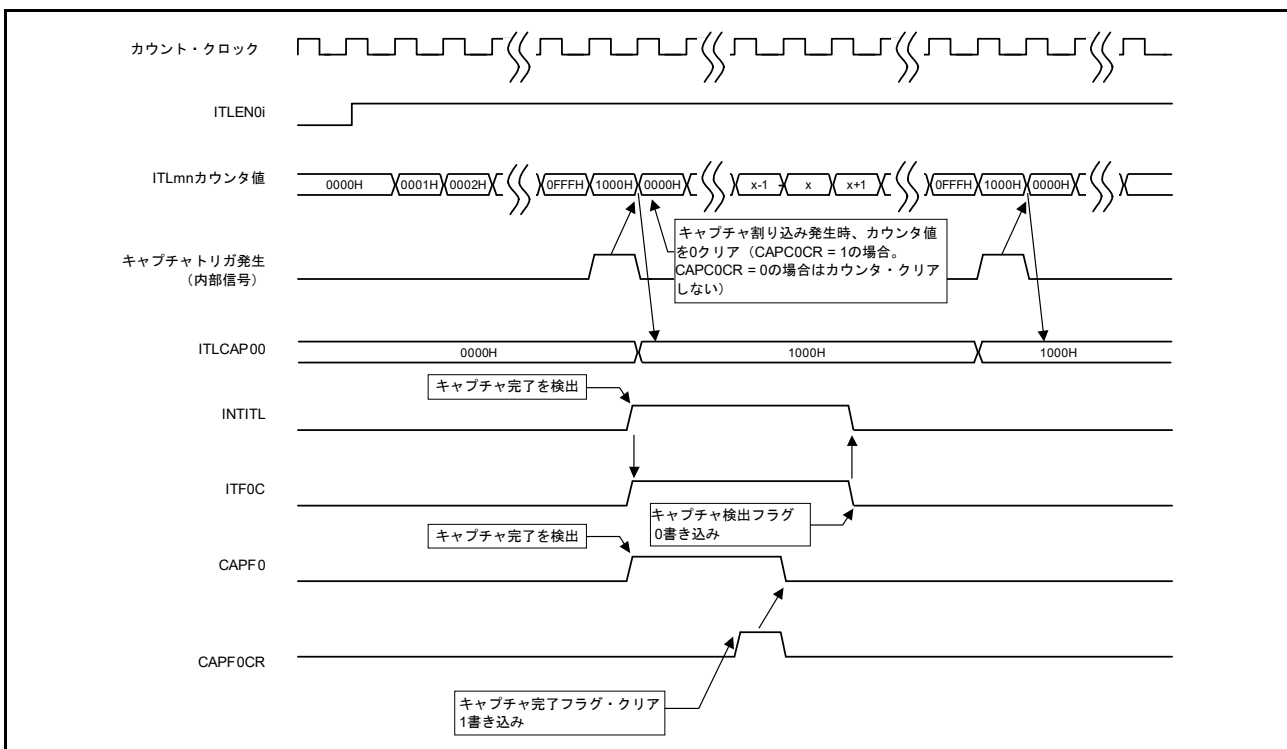 カウント・クロック
ITLEN0i
ITLmnカウンタ値
0000H 0001H 0002H 0FFFH 1000H 0000H x-1 x x+1 0FFFH 1000H 0000H
キャプチャトリガ発生
（内部信号）
キャプチャ割り込み発生時、カウンタ値
を0クリア（CAPC0CR = 1の場合。
CAPC0CR = 0の場合はカウンタ・クリア
しない）
ITLCAP00
0000H 1000H 1000H
キャプチャ完了を検出
INTITL
ITF0C
キャプチャ検出フラグ
0書き込み
キャプチャ完了を検出
CAPF0
CAPF0CR
キャプチャ完了フラグ・クリア
1書き込み